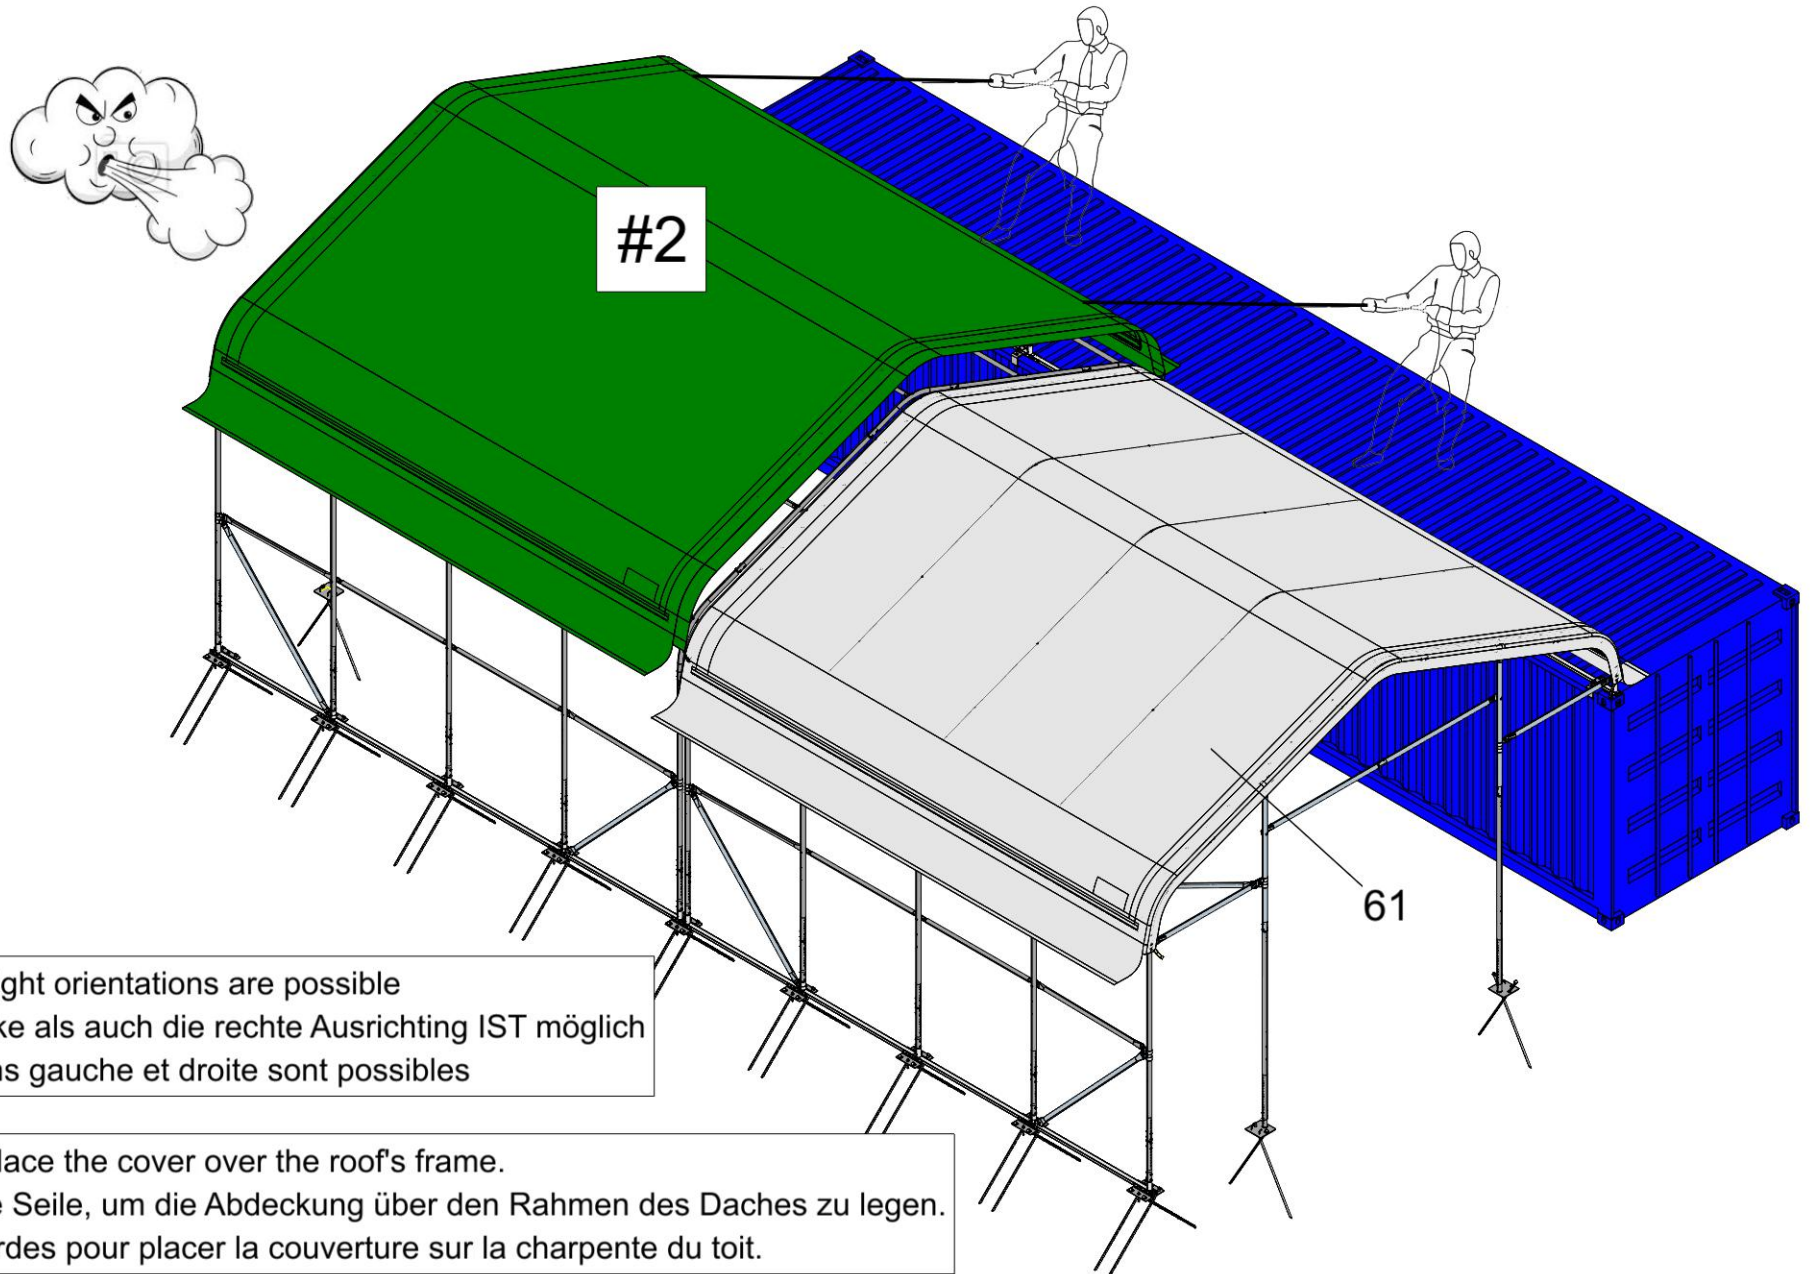 #2
61
ght orientations are possible
ke als auch die rechte Ausrichting IST möglich
ns gauche et droite sont possibles
lace the cover over the roof's frame.
e Seile, um die Abdeckung über den Rahmen des Daches zu legen.
rdes pour placer la couverture sur la charpente du toit.